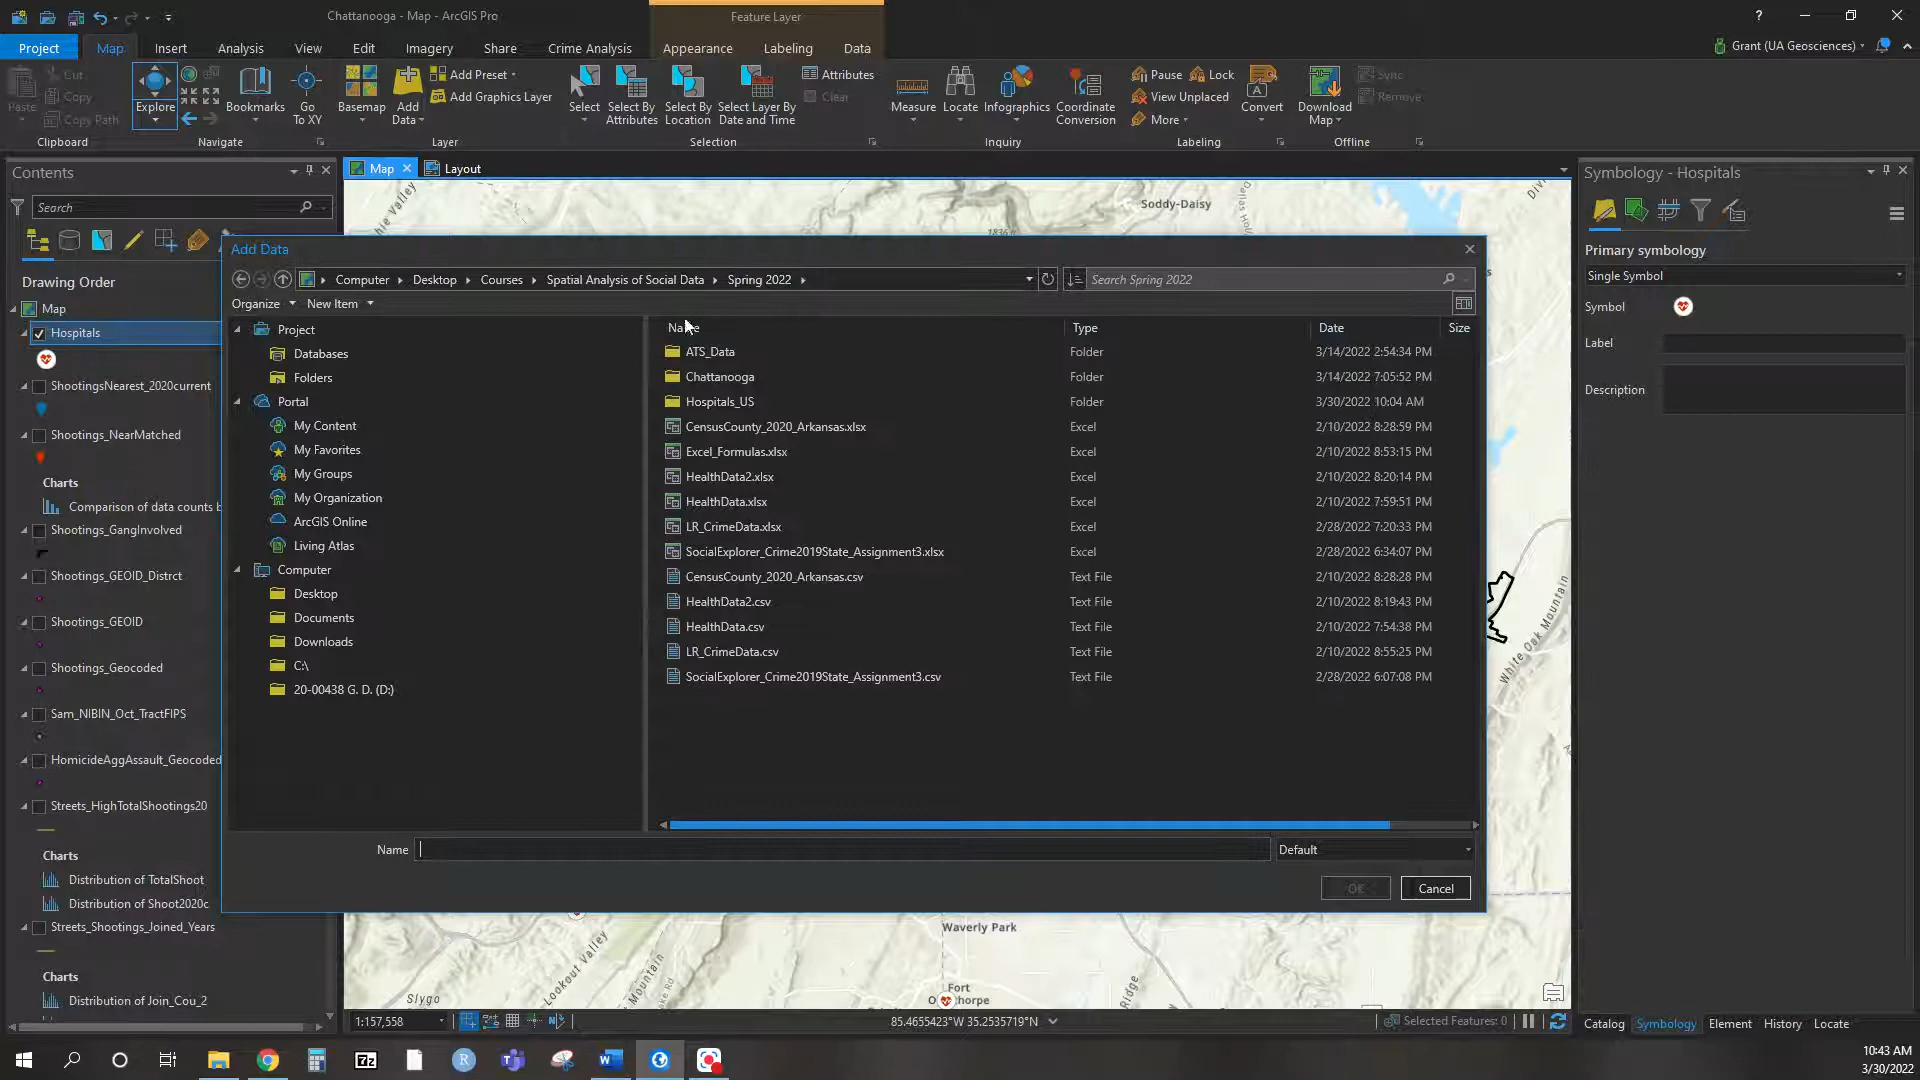 Chattanooga - Map - ArcGIS Pro
Feature Layer
?
Project
Map
Insert
Analysis
View
Edit
Imagery
Share
Crime Analysis
Appearance
Labeling
Data
Grant (UA Geosciences)
Paste
Cut
Copy
Copy Path
Explore
Bookmarks
Go
To XY
Basemap
Add
Data
Add Preset
Add Graphics Layer
Select
Select By
Attributes
Select By
Location
Select Layer By
Date and Time
Attributes
Clear
Measure
Locate
Infographics
Coordinate
Conversion
Pause
Lock
View Unplaced
More
Convert
Download
Map
Sync
Remove
Clipboard
Navigate
Layer
Selection
Inquiry
Labeling
Offline
Contents
Search
Drawing Order
Map
Hospitals
ShootingsNearest_2020current
Shootings_NearMatched
Charts
Comparison of data counts b
Shootings_GangInvolved
Shootings_GEOID_Distrct
Shootings_GEOID
Shootings_Geocoded
Sam_NIBIN_Oct_TractFIPS
HomicideAggAssault_Geocoded
Streets_HighTotalShootings20
Charts
Distribution of TotalShoot
Distribution of Shoot2020c
Streets_Shootings_Joined_Years
Charts
Distribution of Join_Cou_2
Map
Layout
Soddy-Daisy
Add Data
Computer
Desktop
Courses
Spatial Analysis of Social Data
Spring 2022
Search Spring 2022
Organize
New Item
Project
Databases
Folders
Portal
My Content
My Favorites
My Groups
My Organization
ArcGIS Online
Living Atlas
Computer
Desktop
Documents
Downloads
C:\
20-00438 G. D. (D:)
Name Type Date Size
ATS_Data Folder 3/14/2022 2:54:34 PM
Chattanooga Folder 3/14/2022 7:05:52 PM
Hospitals_US Folder 3/30/2022 10:04 AM
CensusCounty_2020_Arkansas.xlsx Excel 2/10/2022 8:28:59 PM
Excel_Formulas.xlsx Excel 2/10/2022 8:53:15 PM
HealthData2.xlsx Excel 2/10/2022 8:20:14 PM
HealthData.xlsx Excel 2/10/2022 7:59:51 PM
LR_CrimeData.xlsx Excel 2/28/2022 7:20:33 PM
SocialExplorer_Crime2019State_Assignment3.xlsx Excel 2/28/2022 6:34:07 PM
CensusCounty_2020_Arkansas.csv Text File 2/10/2022 8:28:28 PM
HealthData2.csv Text File 2/10/2022 8:19:43 PM
HealthData.csv Text File 2/10/2022 7:54:38 PM
LR_CrimeData.csv Text File 2/10/2022 8:55:25 PM
SocialExplorer_Crime2019State_Assignment3.csv Text File 2/28/2022 6:07:08 PM
Name
Default
OK
Cancel
White Oak Mountain
Waverly Park
Lookout Valley
Mountain
Slygo
Fort
Ridge
1:157,558
85.4655423°W 35.2535719°N
Selected Features: 0
Symbology - Hospitals
Primary symbology
Single Symbol
Symbol
Label
Description
Catalog
Symbology
Element
History
Locate
10:43 AM
3/30/2022